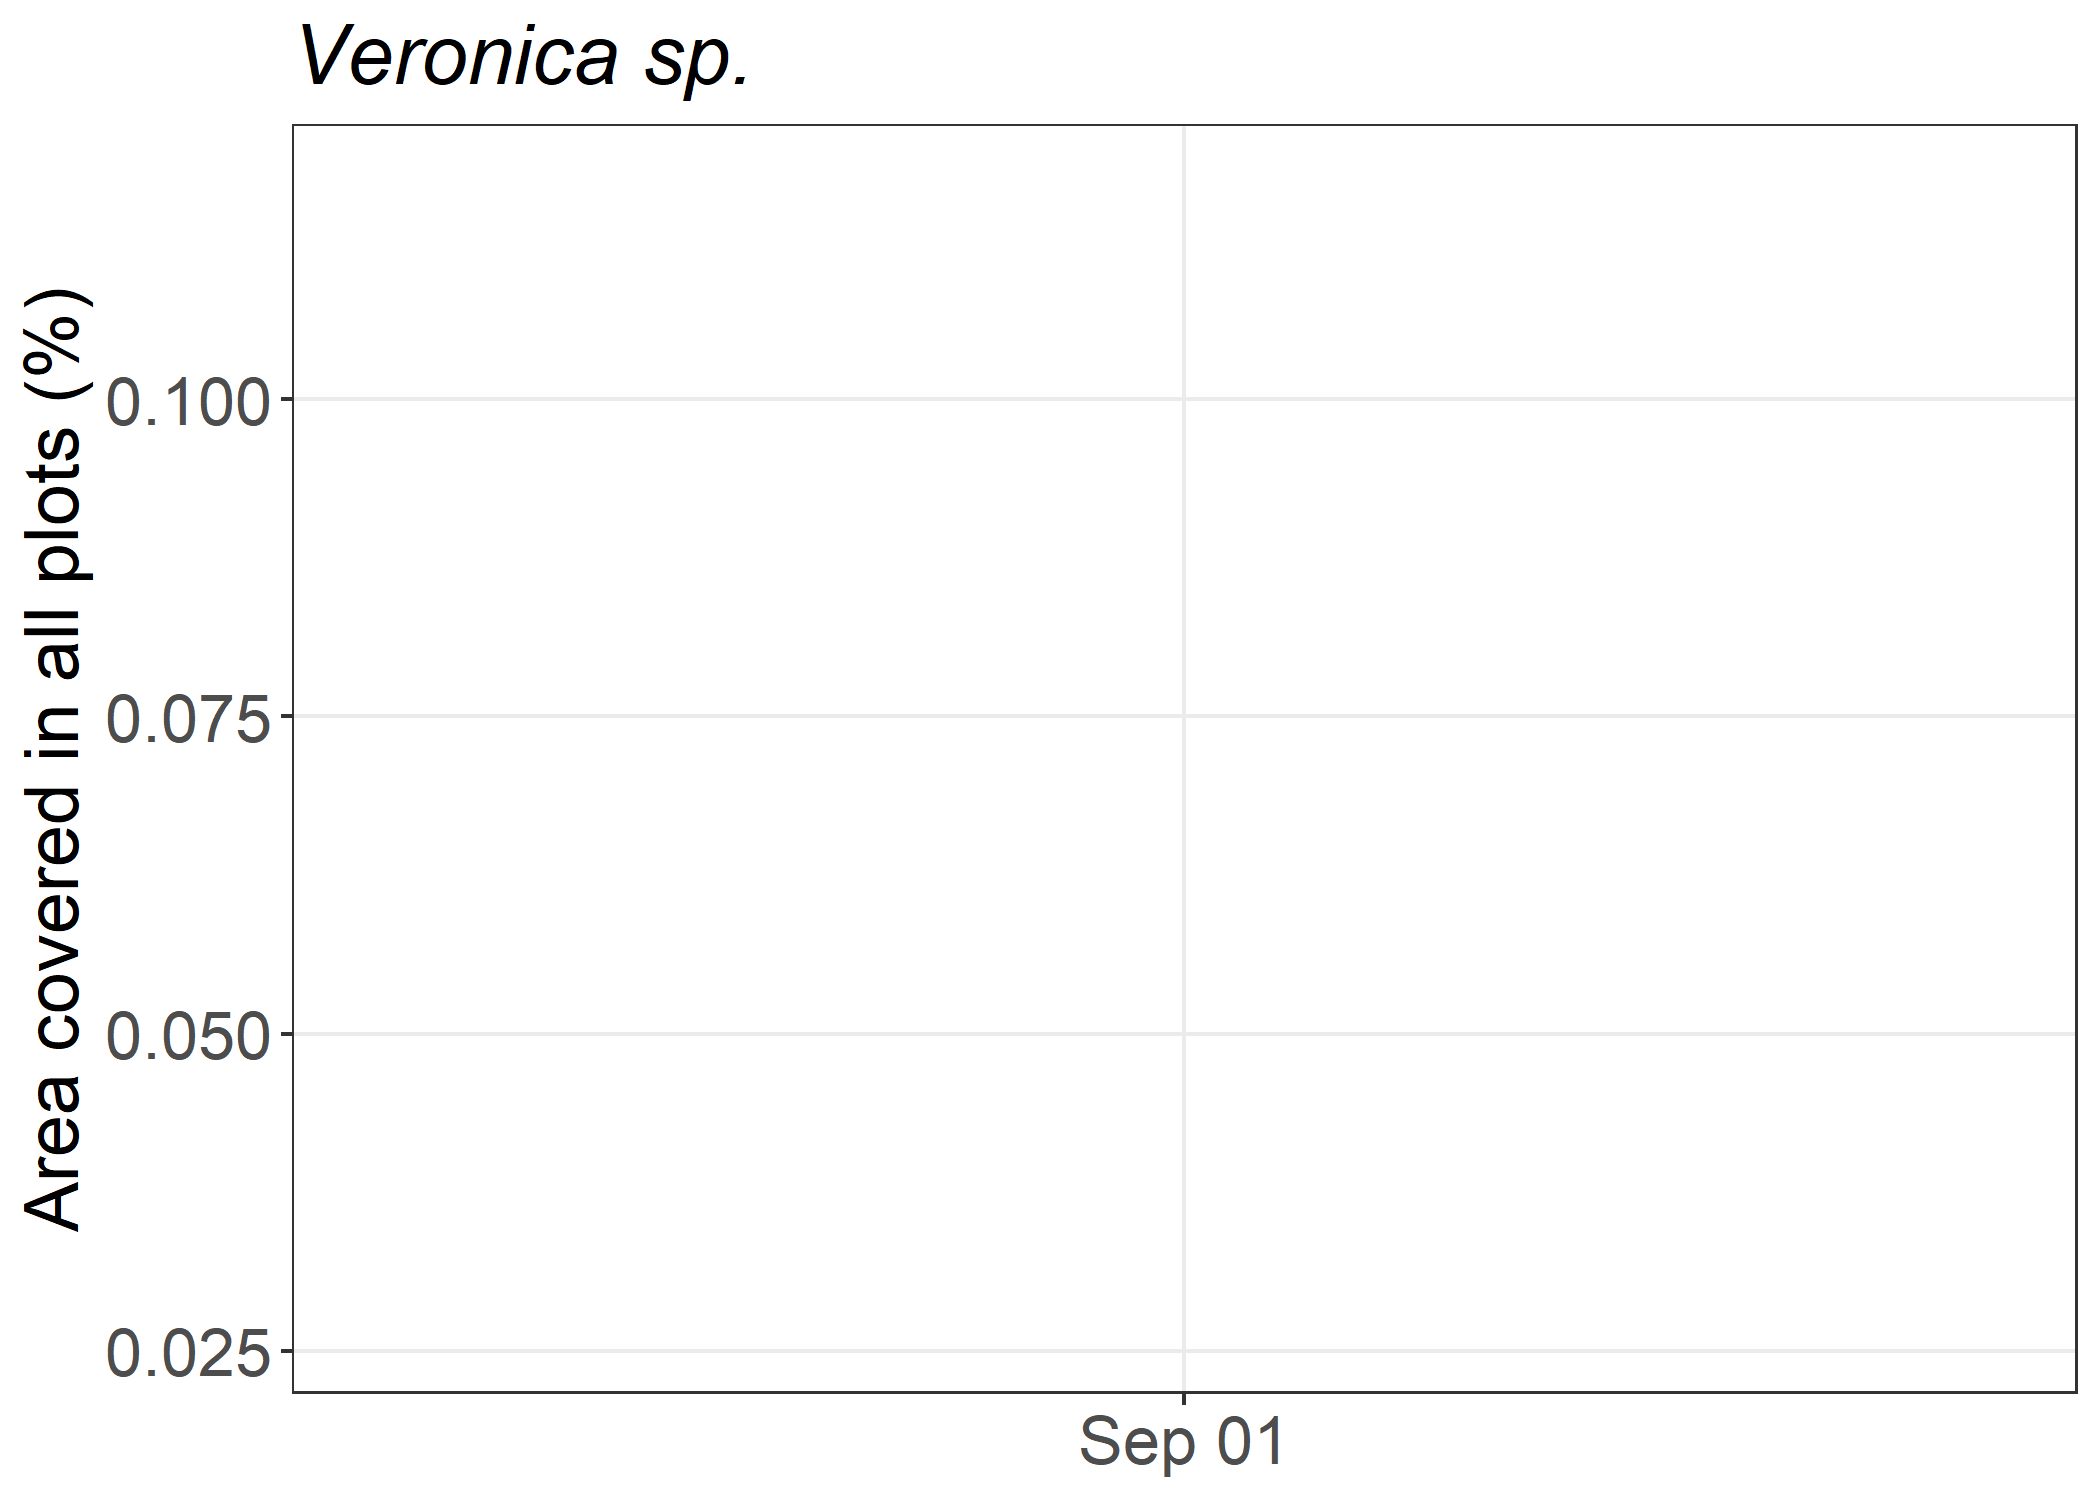 Veronica sp.
Area covered in all plots (%)
0.100
0.075
0.050
0.025
Sep 01